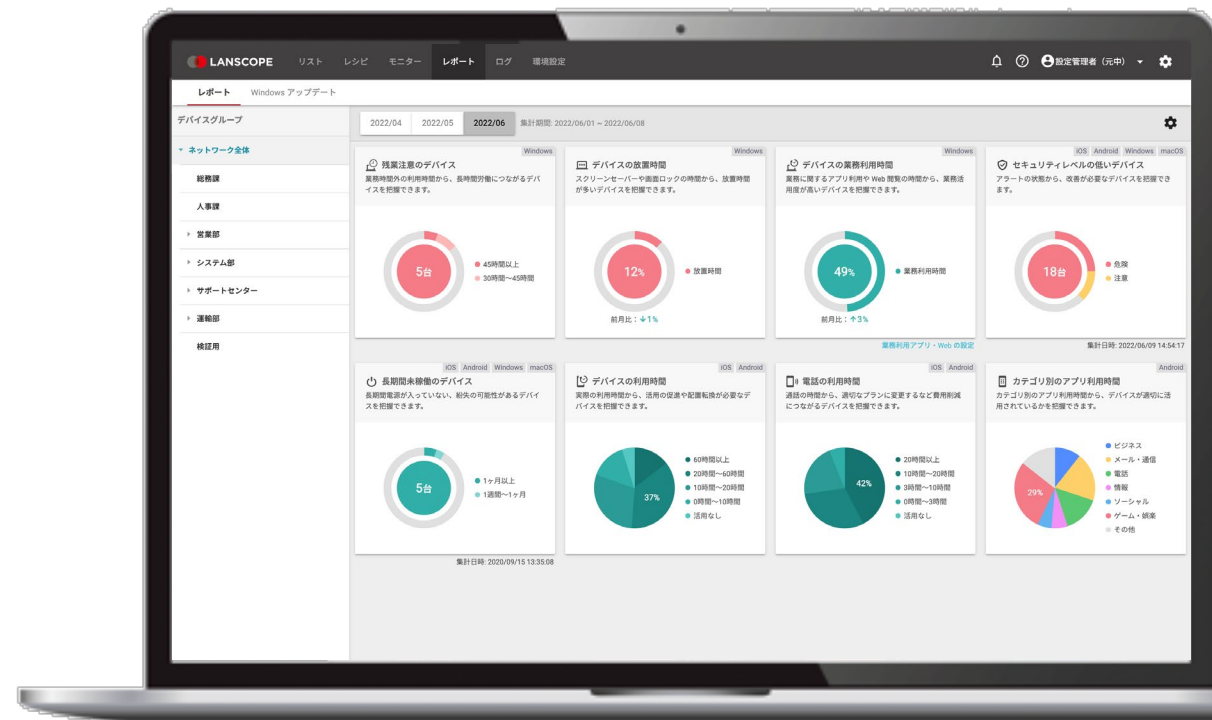 LANSCOPE リスト レシピ モニター レポート ログ 環境設定 設定管理者（元中）
レポート Windows アップデート
デバイスグループ
ネットワーク全体
総務課
人事課
営業部
システム部
サポートセンター
運輸部
検証用
2022/04 2022/05 2022/06 集計期間: 2022/06/01 ~ 2022/06/08
Windows
残業注意のデバイス
業務時間外の利用時間から、長時間労働につながるデバ
イスを把握できます。
5台
45時間以上
30時間〜45時間
Windows
デバイスの放置時間
スクリーンセーバーや画面ロックの時間から、放置時間
が多いデバイスを把握できます。
12%
放置時間
前月比：↓1%
Windows
デバイスの業務利用時間
業務に関するアプリ利用や Web 閲覧の時間から、業務活
用度が高いデバイスを把握できます。
49%
業務利用時間
前月比：↑3%
業務利用アプリ・Web の設定
iOS Android Windows macOS
セキュリティレベルの低いデバイス
アラートの状態から、改善が必要なデバイスを把握でき
ます。
18台
危険
注意
集計日時: 2022/06/09 14:54:17
iOS Android Windows macOS
長期間未稼働のデバイス
長期間電源が入っていない、紛失の可能性があるデバイ
スを把握できます。
5台
1ヶ月以上
1週間〜1ヶ月
集計日時: 2020/09/15 13:35:08
iOS Android
デバイスの利用時間
実際の利用時間から、活用の促進や配置転換が必要なデ
バイスを把握できます。
37%
60時間以上
20時間〜60時間
10時間〜20時間
0時間〜10時間
活用なし
iOS Android
電話の利用時間
通話の時間から、適切なプランに変更するなど費用削減
につながるデバイスを把握できます。
42%
20時間以上
10時間〜20時間
3時間〜10時間
0時間〜3時間
活用なし
Android
カテゴリ別のアプリ利用時間
カテゴリ別のアプリ利用時間から、デバイスが適切に活
用されているかを把握できます。
29%
ビジネス
メール・通信
電話
情報
ソーシャル
ゲーム・娯楽
その他